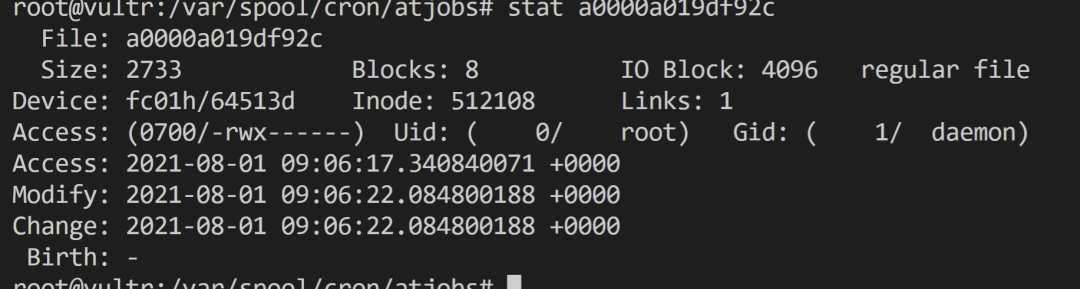 root@vultr:/var/spool/cron/atjobs# stat a0000a019df92c
  File: a0000a019df92c
  Size: 2733            Blocks: 8          IO Block: 4096   regular file
Device: fc01h/64513d    Inode: 512108      Links: 1
Access: (0700/-rwx------)  Uid: (    0/    root)   Gid: (    1/  daemon)
Access: 2021-08-01 09:06:17.340840071 +0000
Modify: 2021-08-01 09:06:22.084800188 +0000
Change: 2021-08-01 09:06:22.084800188 +0000
 Birth: -
root@vultr:/var/spool/cron/atjobs#